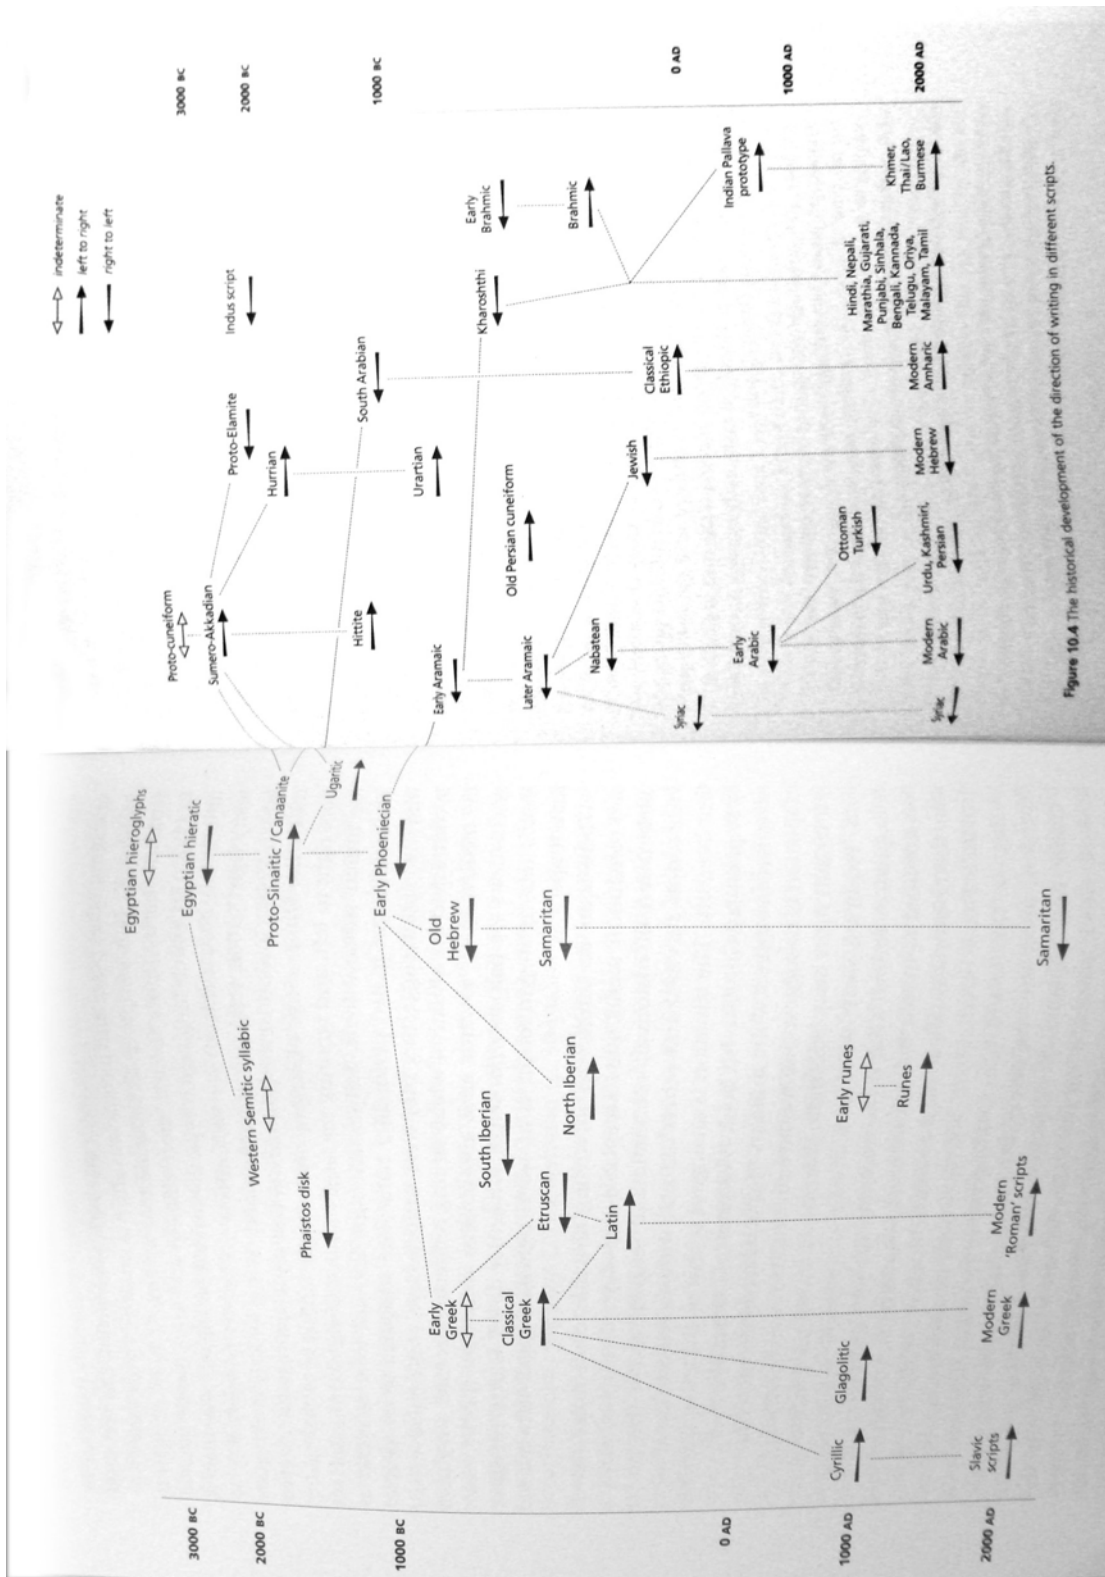 3000 BC
2000 BC
1000 BC
0 AD
1000 AD
2000 AD
Egyptian hieroglyphs
Egyptian hieratic
Western Semitic syllabic
Proto-Sinaitic / Canaanite
Phaistos disk
Ugaritic
Early Phoeniecian
Early
Greek
Old
Hebrew
South Iberian
Classical
Greek
Etruscan
North Iberian
Samaritan
Latin
Cyrillic
Glagolitic
Early runes
Runes
Slavic
scripts
Modern
Greek
Modern
'Roman' scripts
Samaritan
indeterminate
left to right
right to left
Proto-cuneiform
Sumero-Akkadian
Proto-Elamite
Indus script
Hurrian
Hittite
South Arabian
Urartian
Early Aramaic
Kharoshthi
Early
Brahmic
Later Aramaic
Old Persian cuneiform
Brahmic
Nabatean
Jewish
Classical
Ethiopic
Syriac
Early
Arabic
Indian Pallava
prototype
Ottoman
Turkish
Syriac
Modern
Arabic
Urdu, Kashmiri,
Persian
Modern
Hebrew
Modern
Amharic
Hindi, Nepali,
Marathia, Gujarati,
Punjabi, Sinhala,
Bengali, Kannada,
Telugu, Oriya,
Malayam, Tamil
Khmer,
Thai/Lao,
Burmese
3000 BC
2000 BC
1000 BC
0 AD
1000 AD
2000 AD
Figure 10.4 The historical development of the direction of writing in different scripts.